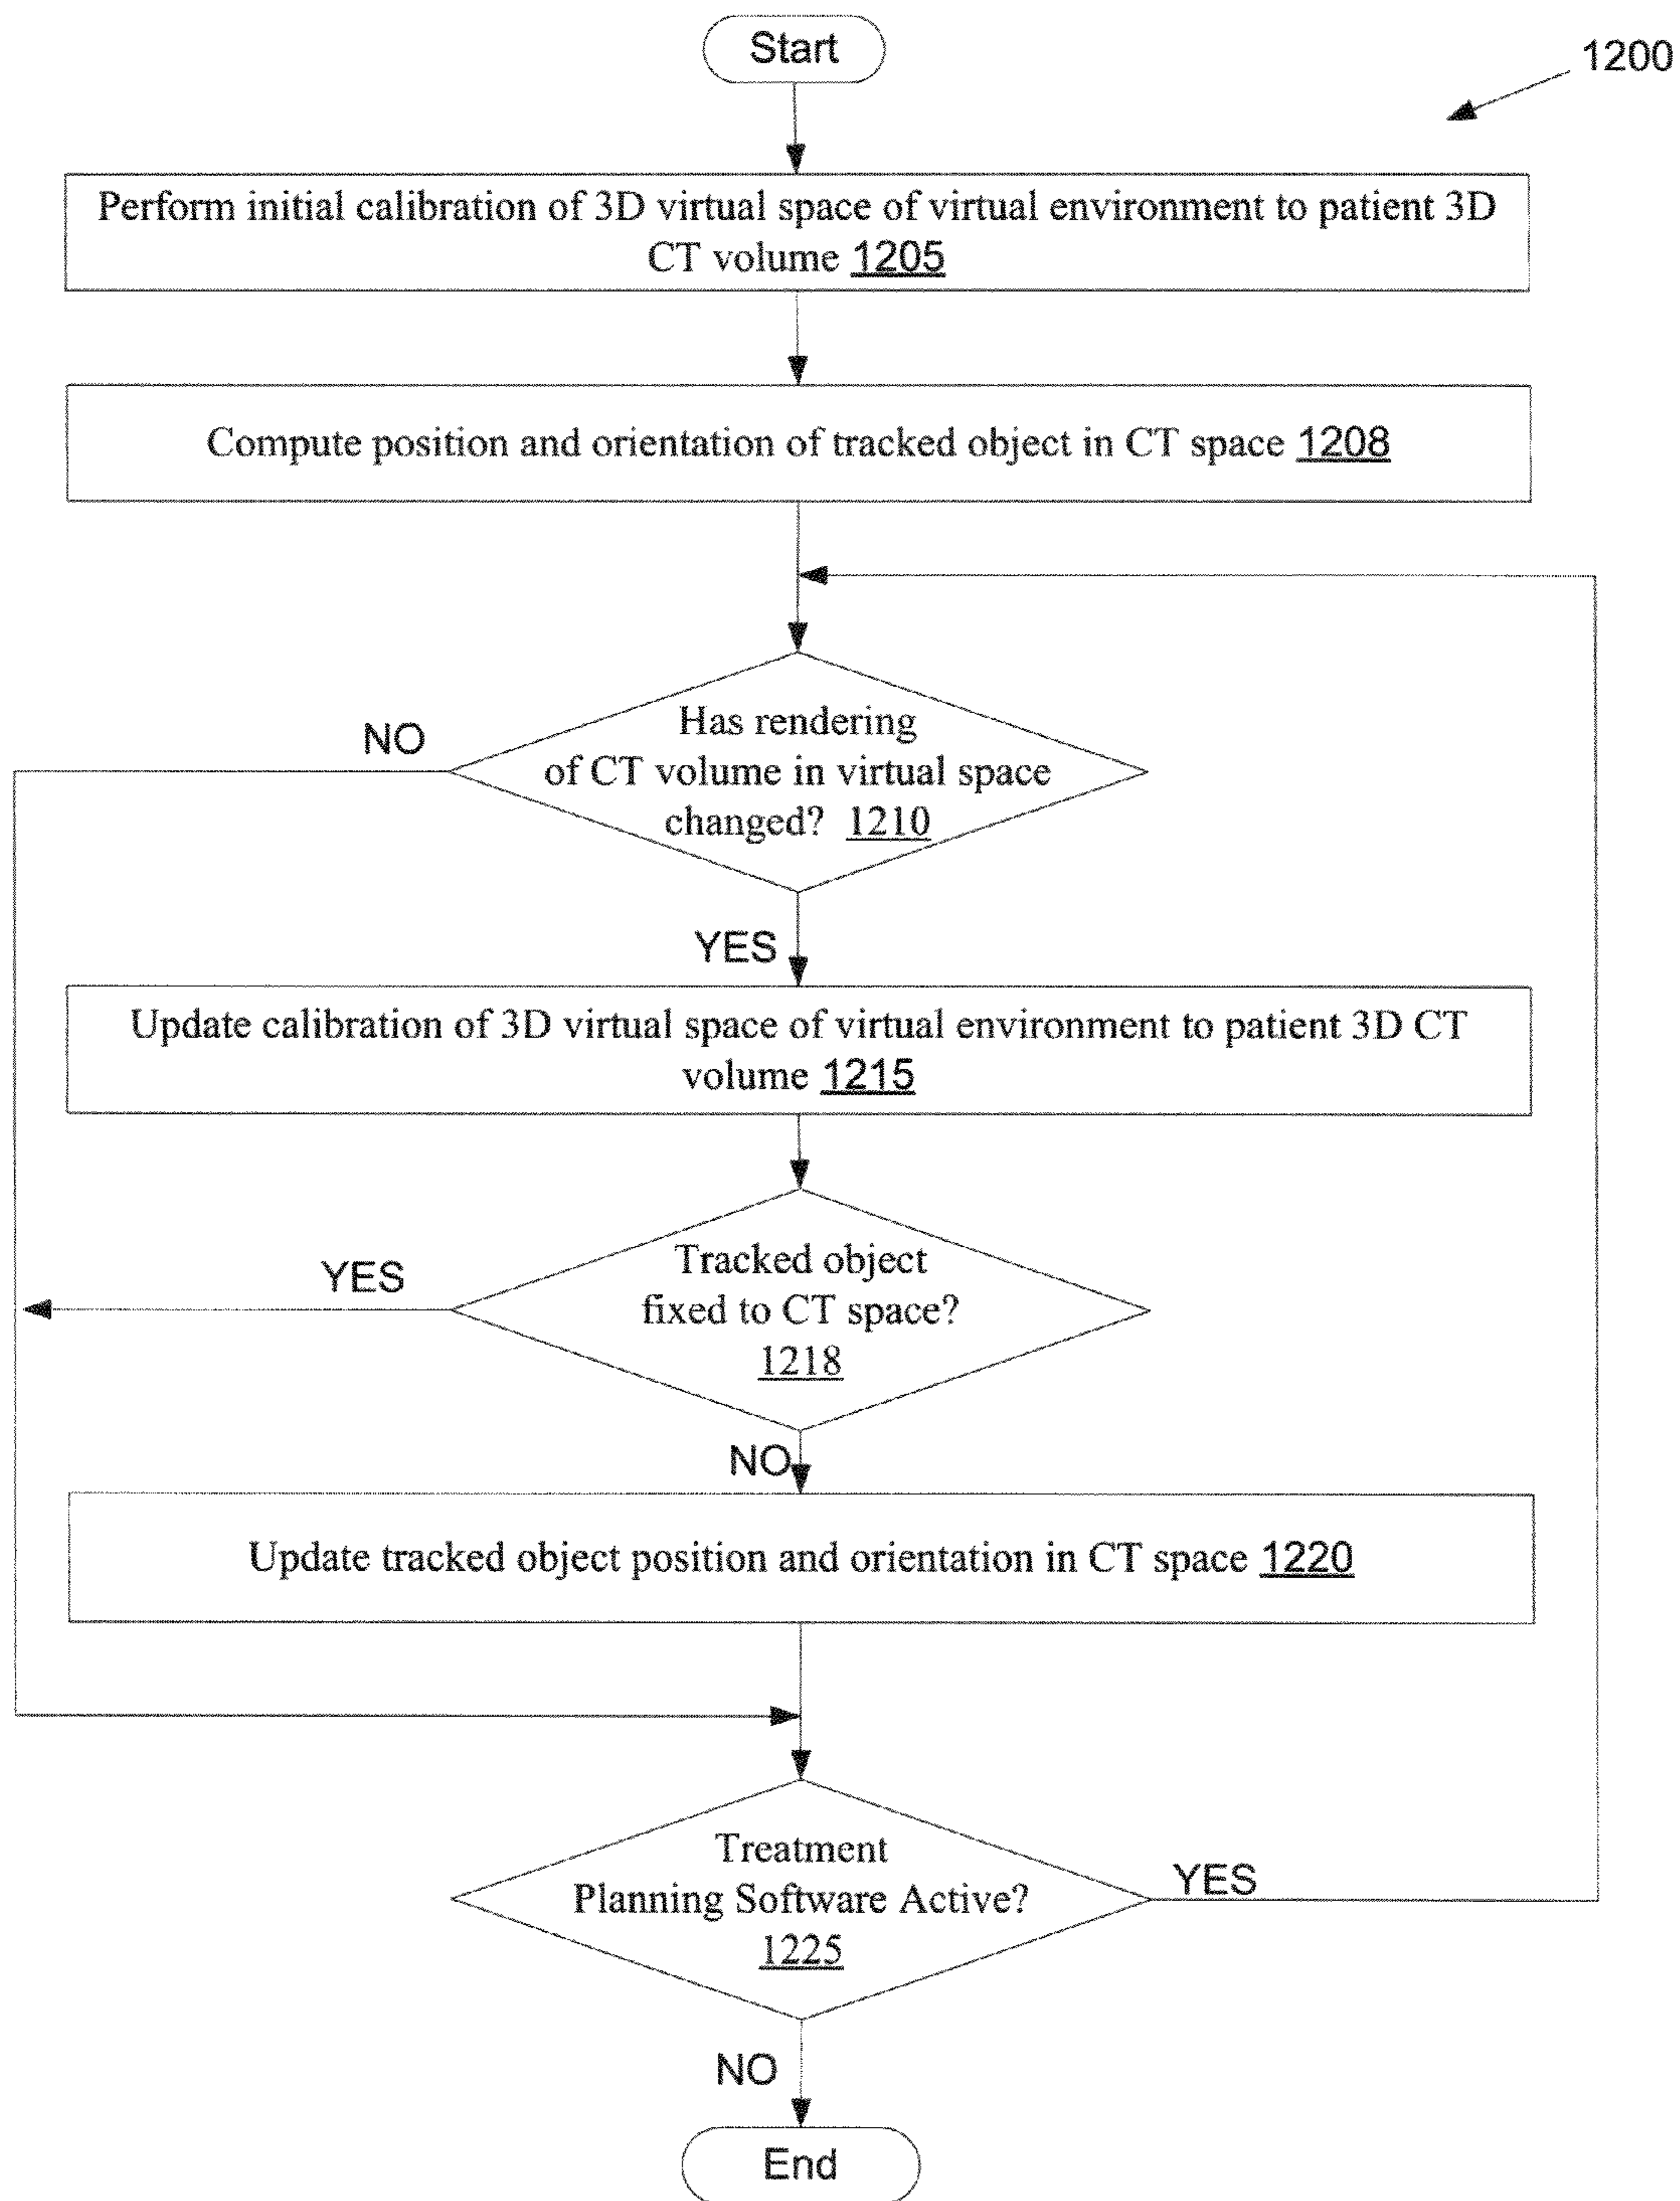 Start
1200
Perform initial calibration of 3D virtual space of virtual environment to patient 3D
CT volume 1205
Compute position and orientation of tracked object in CT space 1208
Has rendering
of CT volume in virtual space
changed? 1210
NO
YES
Update calibration of 3D virtual space of virtual environment to patient 3D CT
volume 1215
Tracked object
fixed to CT space?
1218
YES
NO
Update tracked object position and orientation in CT space 1220
Treatment
Planning Software Active?
1225
YES
NO
End